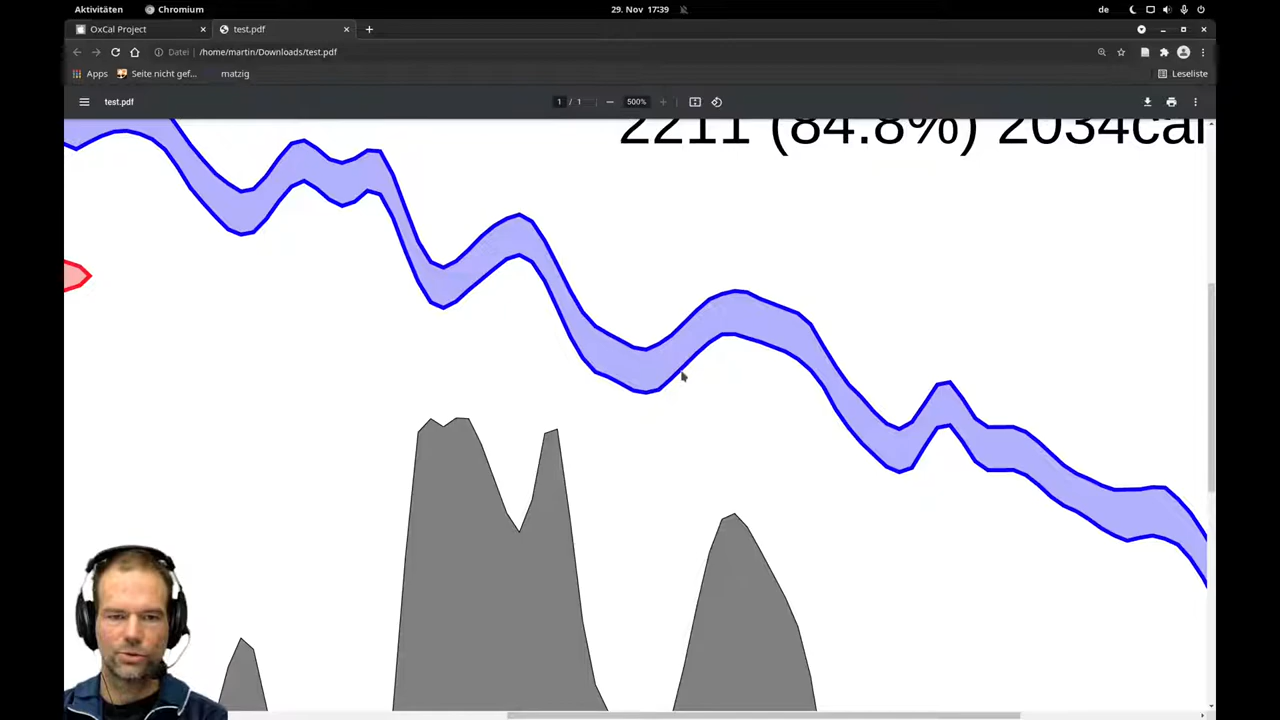 Aktivitäten
Chromium
29. Nov 17:39
de
OxCal Project
test.pdf
Datei
/home/martin/Downloads/test.pdf
Apps
Seite nicht gef...
matzig
Leseliste
test.pdf
1 / 1
500%
2211 (84.8%) 2034cal